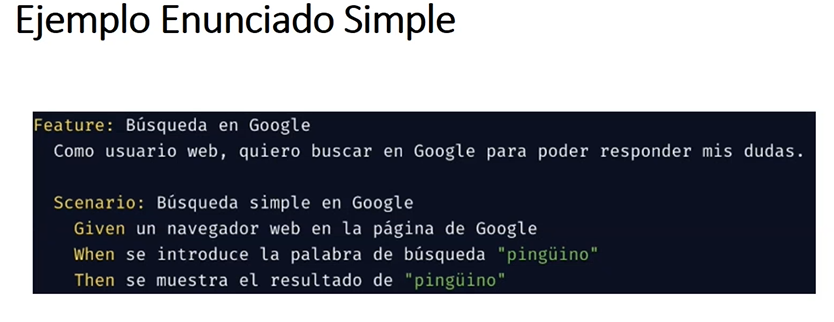 Ejemplo Enunciado Simple
Feature: Búsqueda en Google
Como usuario web, quiero buscar en Google para poder responder mis dudas.
Scenario: Búsqueda simple en Google
Given un navegador web en la página de Google
When se introduce la palabra de búsqueda "pingüino"
Then se muestra el resultado de "pingüino"